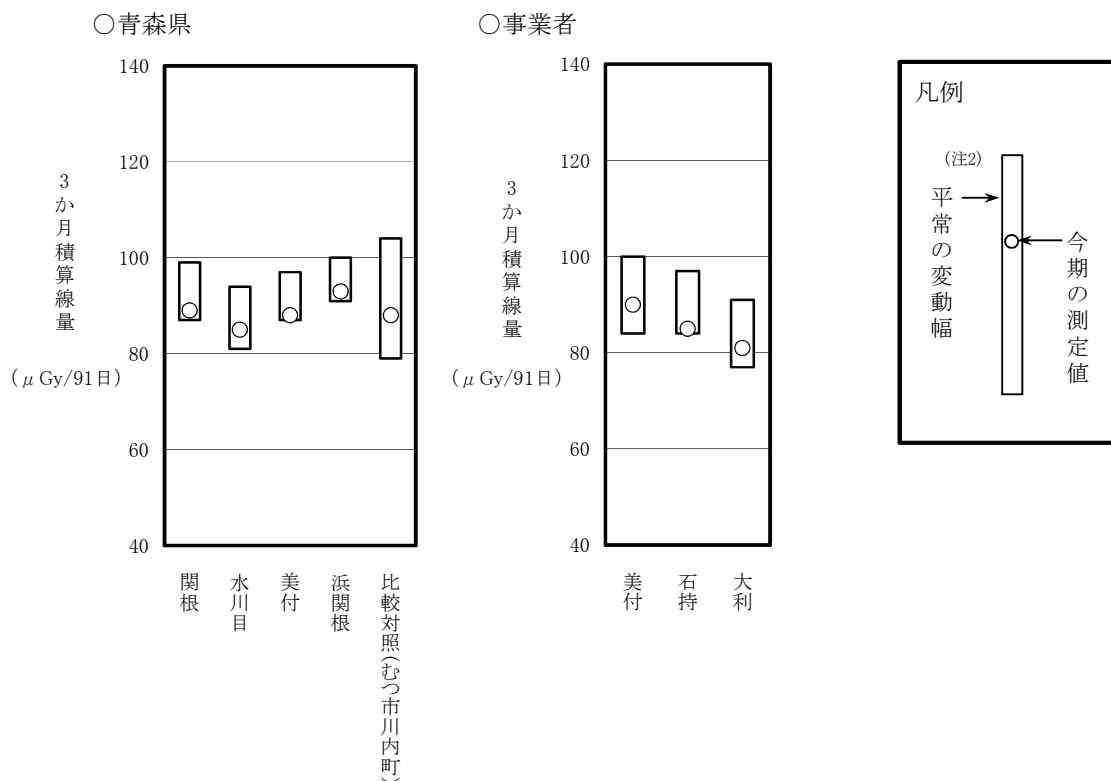 ○青森県
140
120
100
80
60
40
3か月積算線量
(μGy/91日)
関根
水川目
美付
浜関根
比較対照(むつ市川内町)
○事業者
140
120
100
80
60
40
3か月積算線量
(μGy/91日)
美付
石持
大利
凡例
(注2)
平常の変動幅
今期の測定値